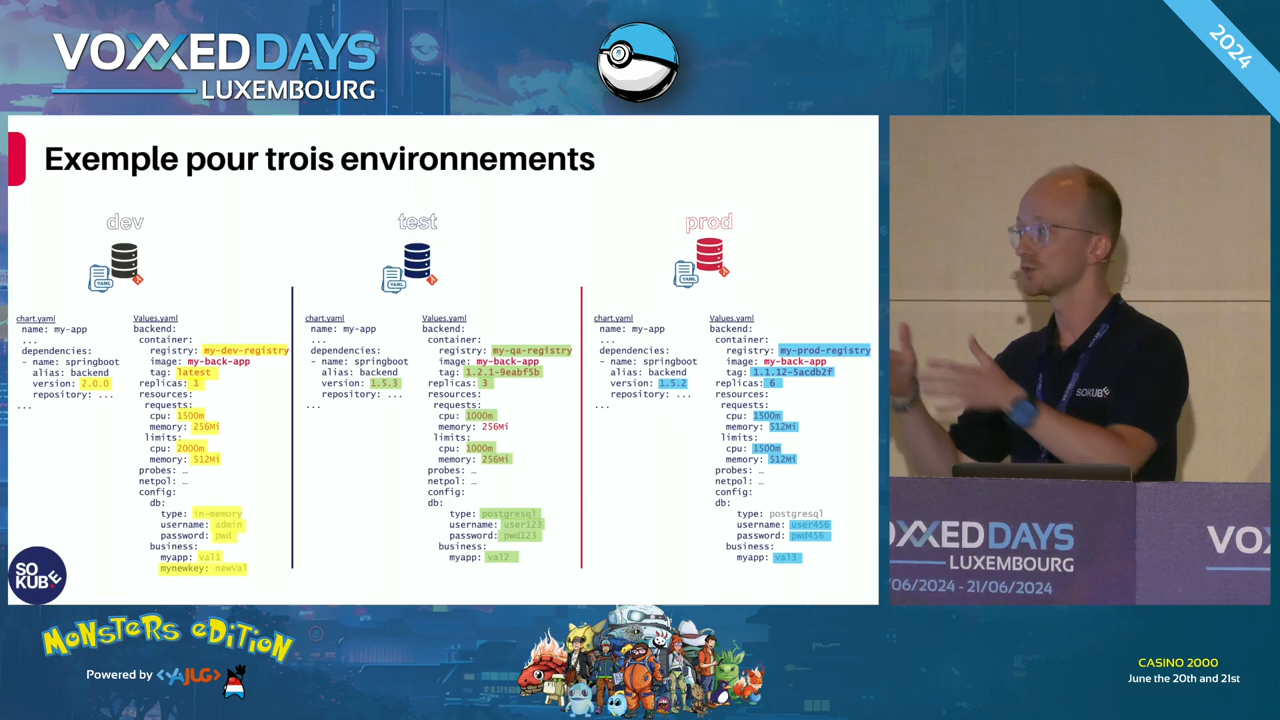 VOXXED DAYS
LUXEMBOURG
2024
Exemple pour trois environnements
dev
YAML
chart.yaml
name: my-app
...
dependencies:
- name: springboot
alias: backend
version: 2.0.0
repository: ...
...
Values.yaml
backend:
container:
registry: my-dev-registry
image: my-back-app
tag: latest
replicas: 1
resources:
requests:
cpu: 1500m
memory: 256Mi
limits:
cpu: 2000m
memory: 512Mi
probes: …
netpol: …
config:
db:
type: in-memory
username: admin
password: pwd
business:
myapp: val1
mynewkey: newVal
test
YAML
chart.yaml
name: my-app
...
dependencies:
- name: springboot
alias: backend
version: 1.5.3
repository: ...
...
Values.yaml
backend:
container:
registry: my-qa-registry
image: my-back-app
tag: 1.2.1-9eabf5b
replicas: 3
resources:
requests:
cpu: 1000m
memory: 256Mi
limits:
cpu: 1000m
memory: 256Mi
probes: …
netpol: …
config:
db:
type: postgresql
username: user123
password: pwd123
business:
myapp: val2
prod
YAML
chart.yaml
name: my-app
...
dependencies:
- name: springboot
alias: backend
version: 1.5.2
repository: ...
...
Values.yaml
backend:
container:
registry: my-prod-registry
image: my-back-app
tag: 1.1.12-5acdb2f
replicas: 6
resources:
requests:
cpu: 1500m
memory: 512Mi
limits:
cpu: 1500m
memory: 512Mi
probes: …
netpol: …
config:
db:
type: postgresql
username: user456
password: pwd456
business:
myapp: val3
SO
KUBE
SOKUBE
VOXXED DAYS
LUXEMBOURG
/06/2024 - 21/06/2024
VOX
MONSTERS EDITION
Powered by <YAJUG>
CASINO 2000
June the 20th and 21st